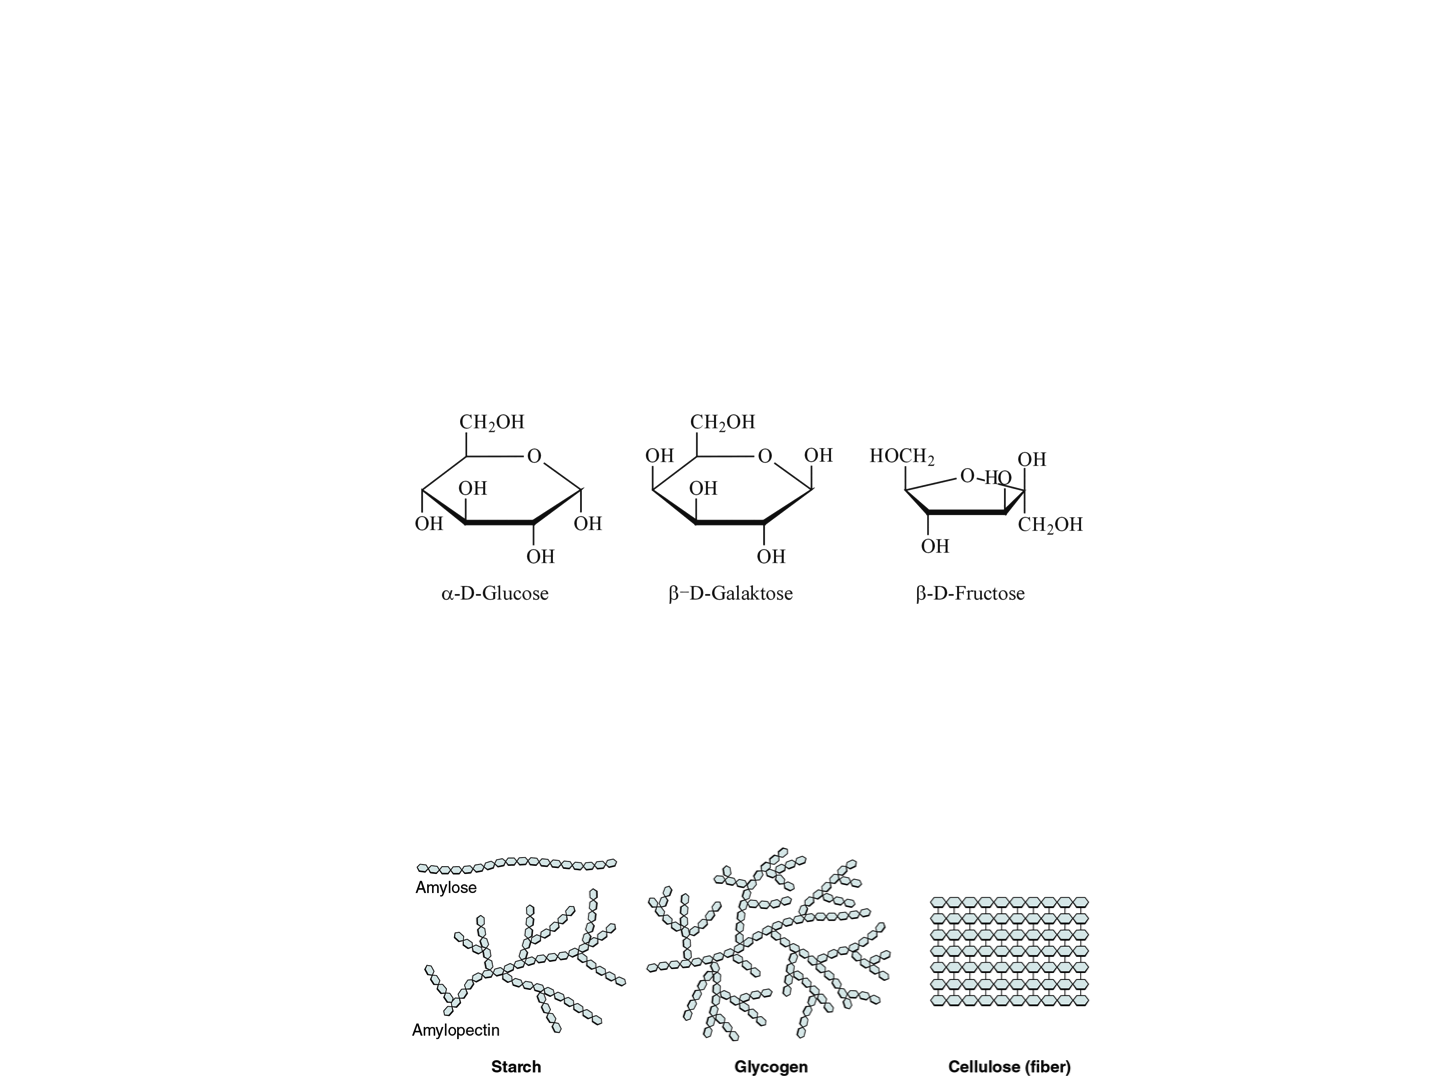 CH₂OH CH₂OH
OH O OH HOCH₂ OH
O OH OH O HO
OH OH CH₂OH
OH OH OH
α-D-Glucose β−D-Galaktose β-D-Fructose
Amylose
Amylopectin
Starch Glycogen Cellulose (fiber)